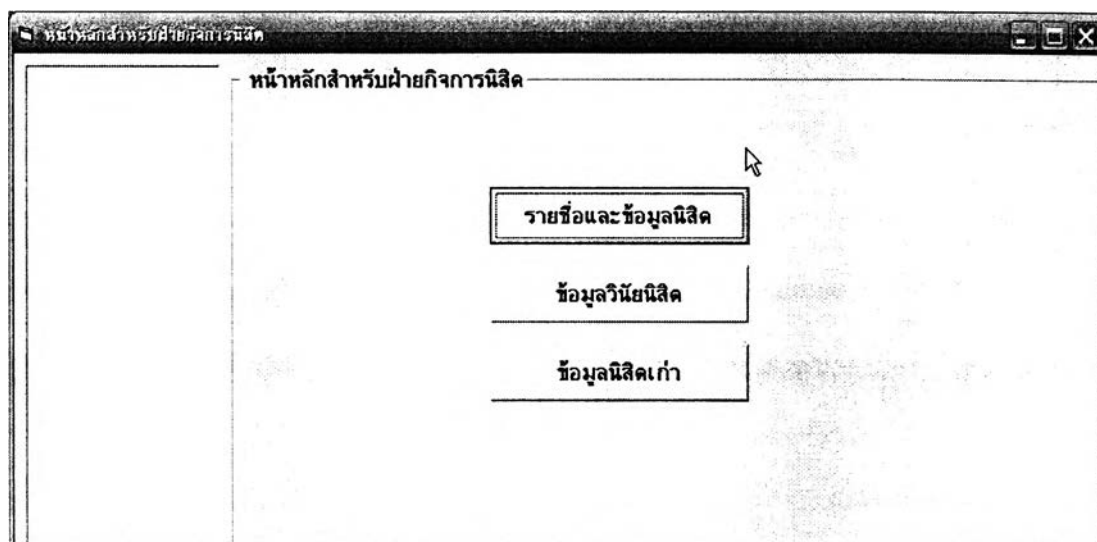 หน้าหลักสำหรับฝ่ายกิจการนิสิต
หน้าหลักสำหรับฝ่ายกิจการนิสิต
รายชื่อและข้อมูลนิสิต
ข้อมูลวินัยนิสิต
ข้อมูลนิสิตเก่า